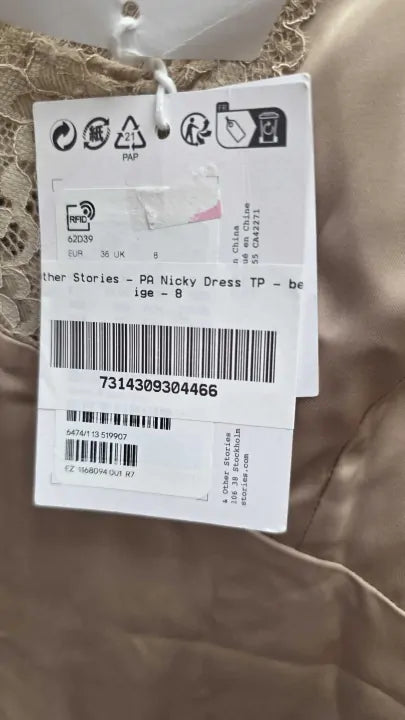 紙
21
PAP
FR
RFID
62D39
EUR 36 UK 8
ther Stories – PA Nicky Dress TP – be
ige – 8
7314309304466
6474/113 519907
EZ 1168094 001 R7
n China
ué en Chine
55 CA42271
& Other Stories
106 38 Stockholm
stories.com